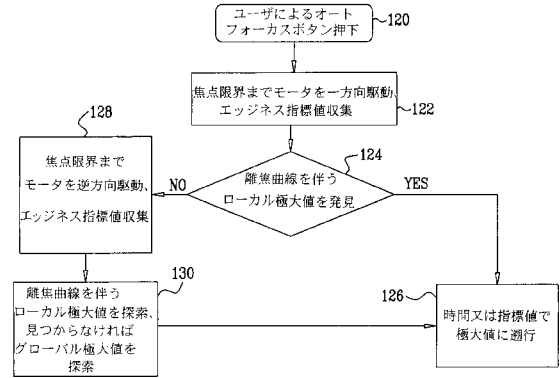 ユーザによるオート
フォーカスボタン押下
120
焦点限界までモータを一方向駆動、
エッジネス指標値収集
122
128
焦点限界まで
モータを逆方向駆動、
エッジネス指標値収集
124
離焦曲線を伴う
ローカル極大値を発見
NO
YES
130
離焦曲線を伴う
ローカル極大値を探索、
見つからなければ
グローバル極大値を
探索
126
時間又は指標値で
極大値に遡行